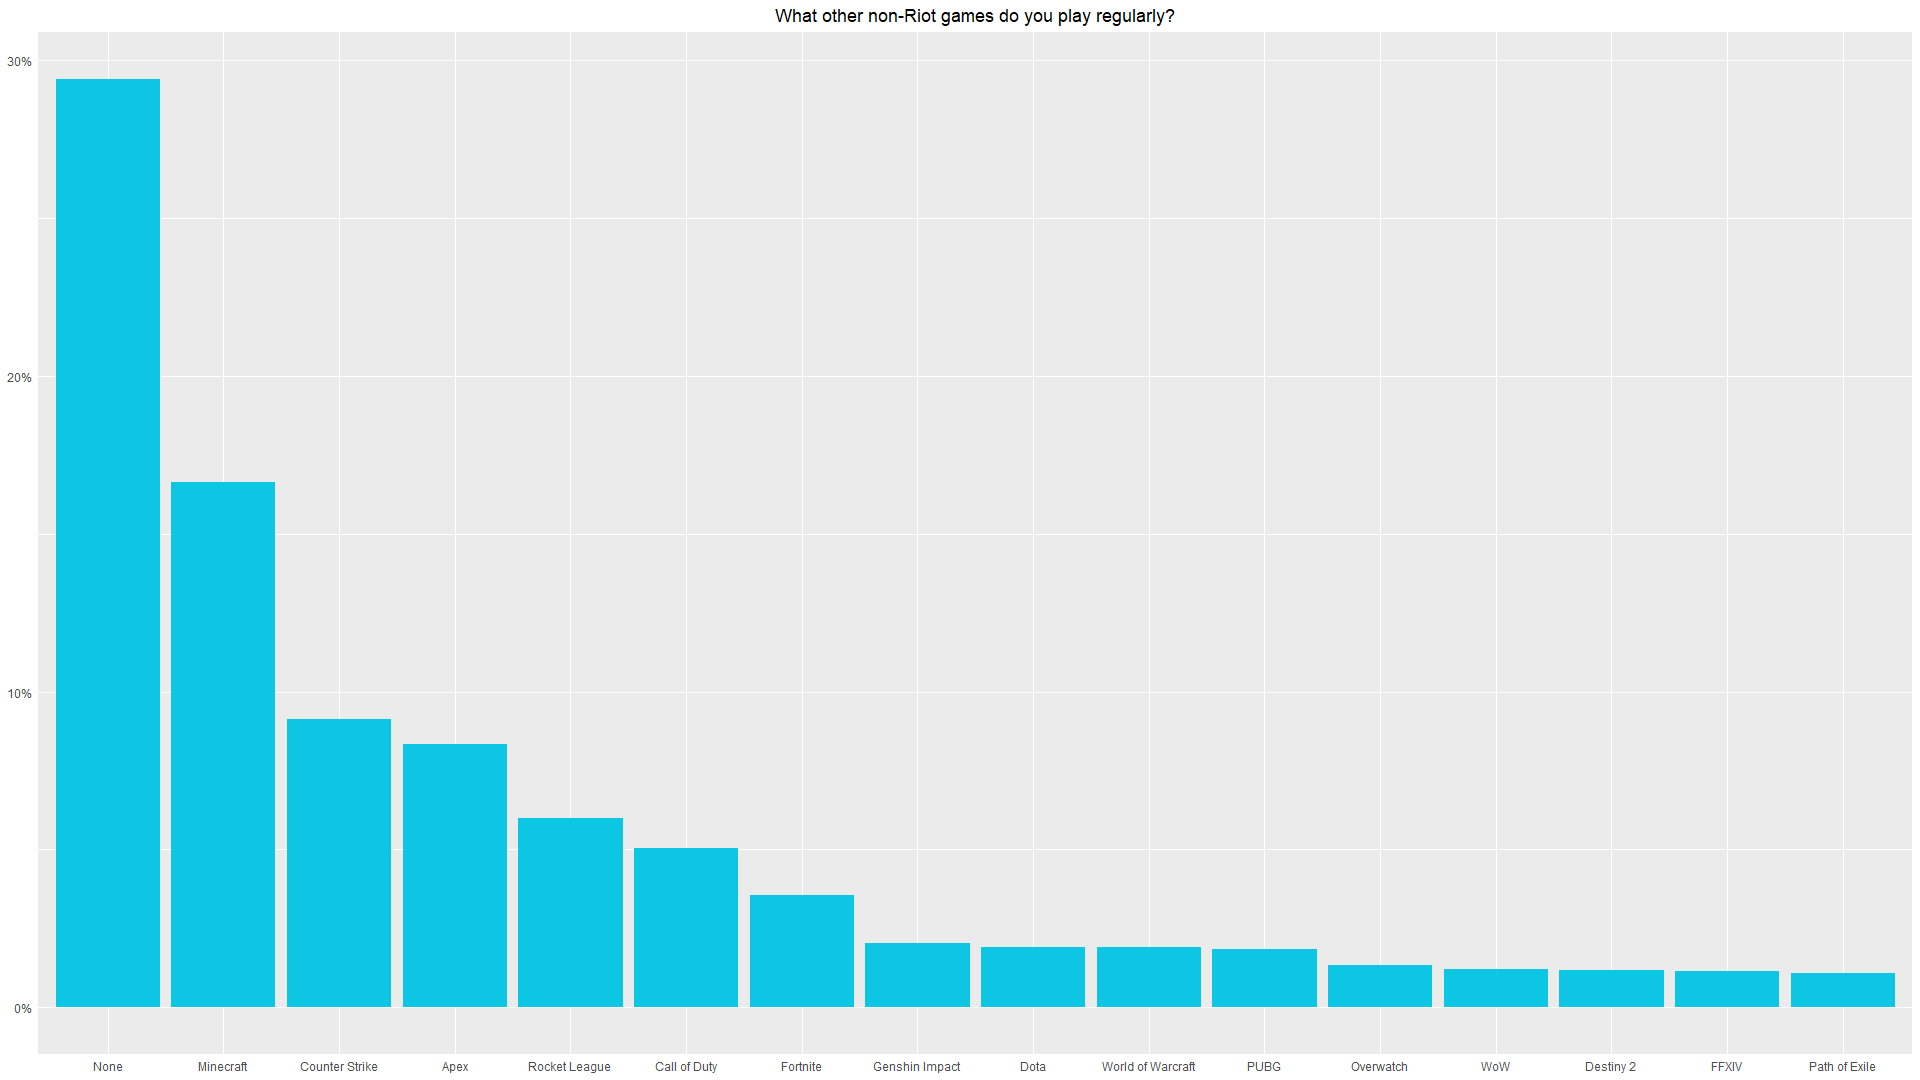 What other non-Riot games do you play regularly?
30%
20%
10%
0%
None Minecraft Counter Strike Apex Rocket League Call of Duty Fortnite Genshin Impact Dota World of Warcraft PUBG Overwatch WoW Destiny 2 FFXIV Path of Exile